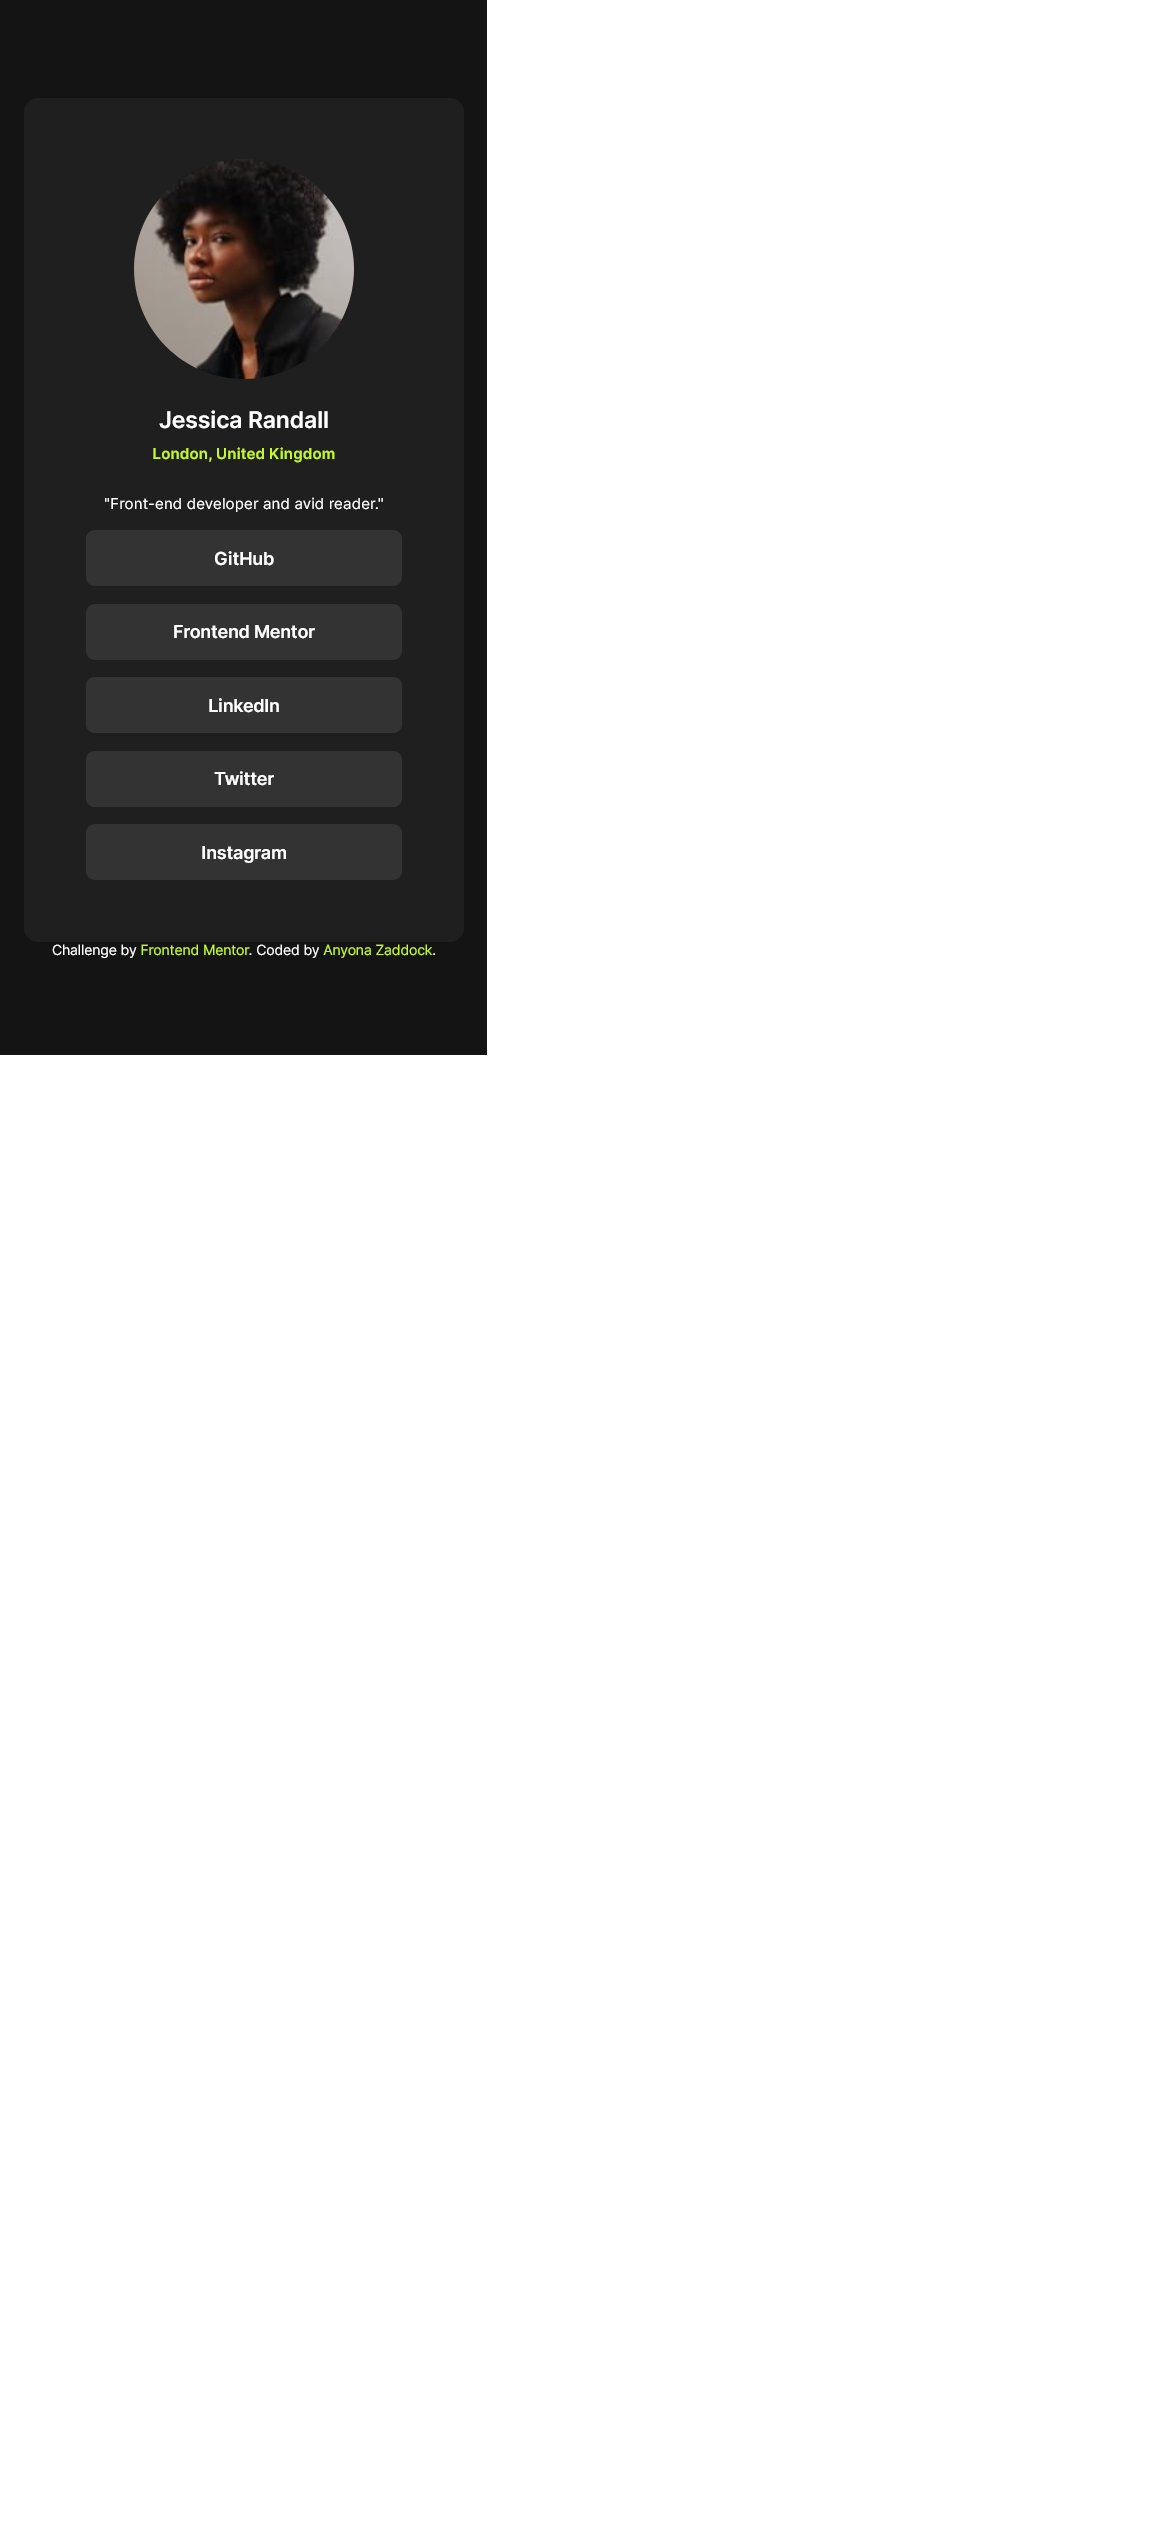 Jessica Randall
London, United Kingdom
"Front-end developer and avid reader."
GitHub
Frontend Mentor
LinkedIn
Twitter
Instagram
Challenge by Frontend Mentor. Coded by Anyona Zaddock.